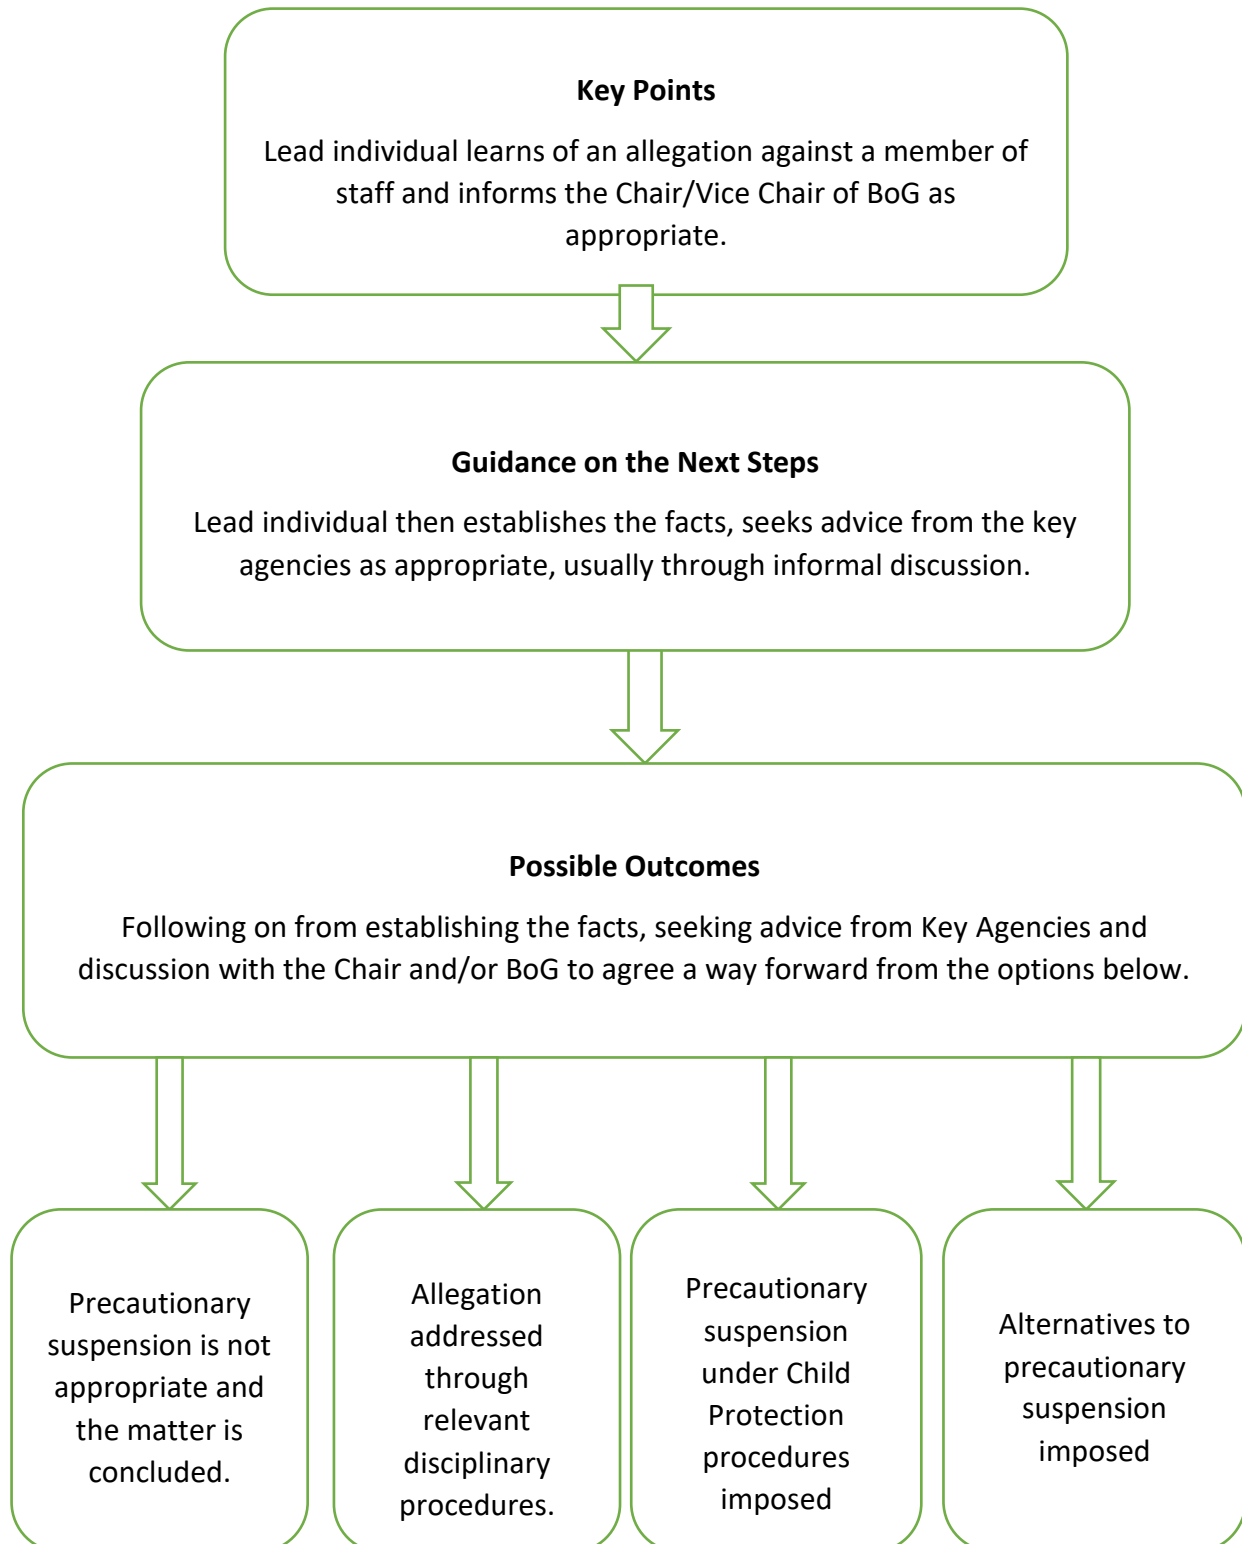 Key Points
Lead individual learns of an allegation against a member of
staff and informs the Chair/Vice Chair of BoG as
appropriate.
Guidance on the Next Steps
Lead individual then establishes the facts, seeks advice from the key
agencies as appropriate, usually through informal discussion.
Possible Outcomes
Following on from establishing the facts, seeking advice from Key Agencies and
discussion with the Chair and/or BoG to agree a way forward from the options below.
Precautionary
suspension is not
appropriate and
the matter is
concluded.
Allegation
addressed
through
relevant
disciplinary
procedures.
Precautionary
suspension
under Child
Protection
procedures
imposed
Alternatives to
precautionary
suspension
imposed